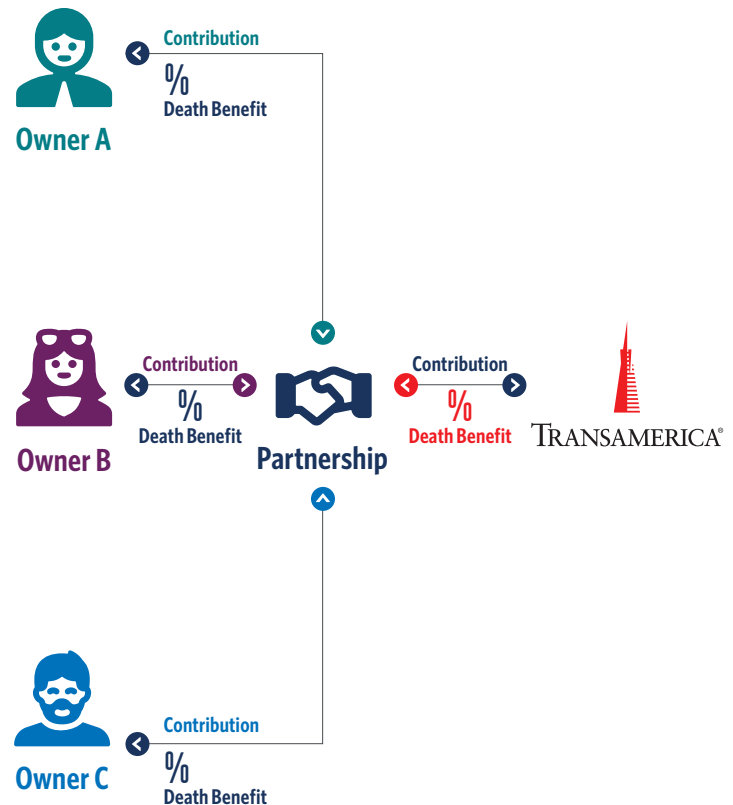 Contribution
%
Death Benefit
Owner A
Contribution
%
Death Benefit
Owner B
Partnership
Contribution
%
Death Benefit
TRANSAMERICA®
Contribution
%
Death Benefit
Owner C